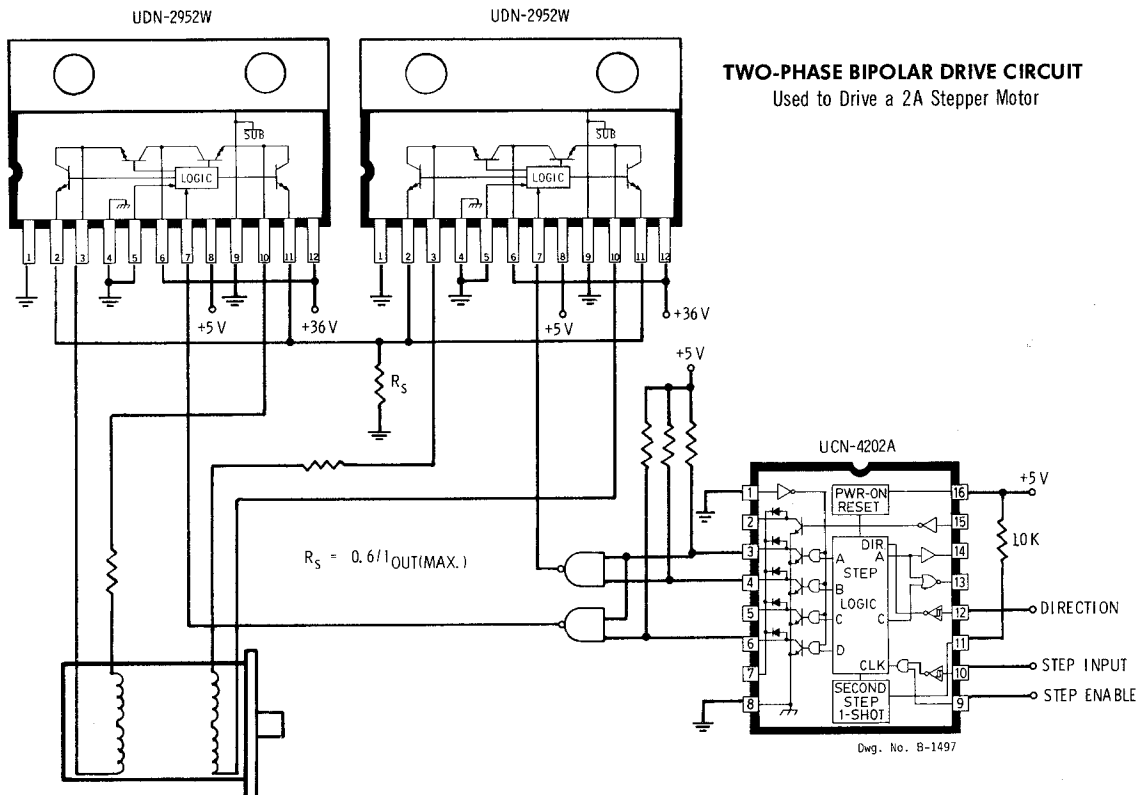 UDN-2952W
UDN-2952W
TWO-PHASE BIPOLAR DRIVE CIRCUIT
Used to Drive a 2A Stepper Motor
SUB
SUB
LOGIC
LOGIC
1 2 3 4 5 6 7 8 9 10 11 12
1 2 3 4 5 6 7 8 9 10 11 12
+5 V
+36 V
+5 V
+36 V
RS
+5 V
UCN-4202A
+5 V
10K
1
2
3
4
5
6
7
8
PWR-ON
RESET
DIR
A
A
STEP
B
LOGIC
C
C
D
CLK
SECOND
STEP
1-SHOT
16
15
14
13
12
11
10
9
DIRECTION
STEP INPUT
STEP ENABLE
RS = 0.6/IOUT(MAX.)
Dwg. No. B-1497